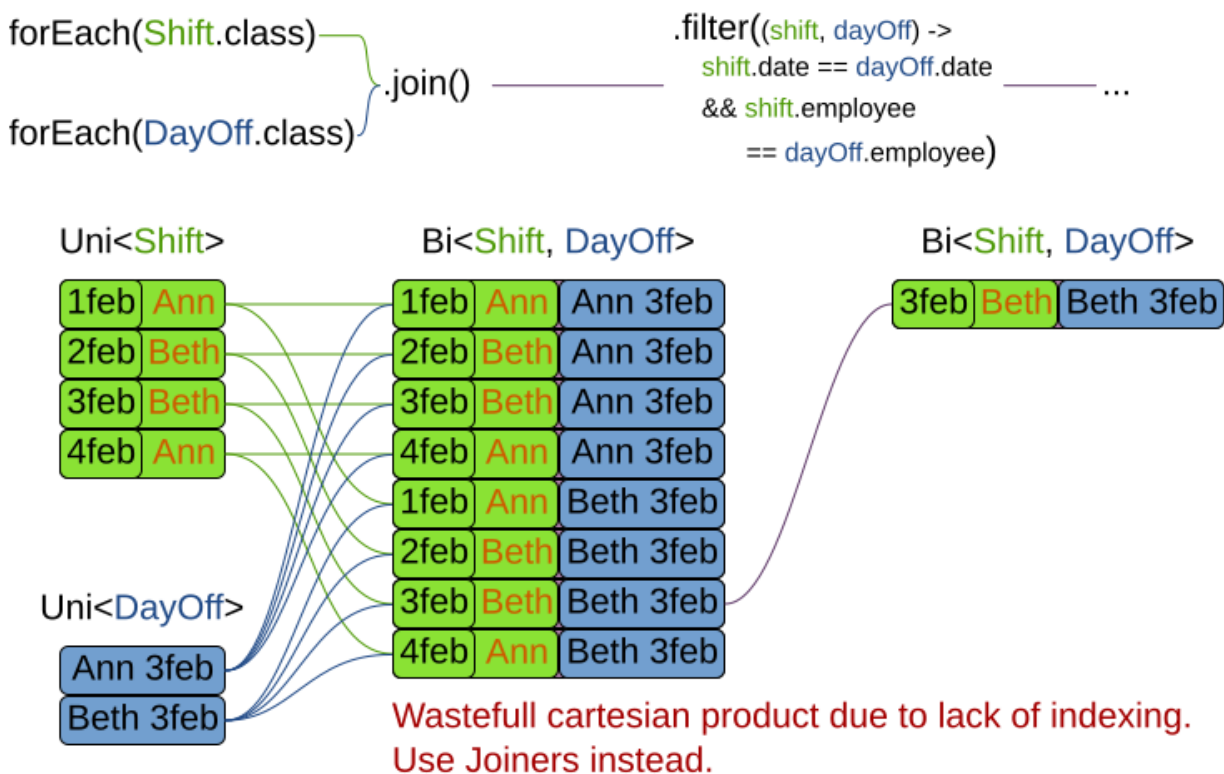 forEach(Shift.class)
forEach(DayOff.class)
.join()
.filter((shift, dayOff) ->
shift.date == dayOff.date
&& shift.employee
== dayOff.employee)
...
Uni<Shift>
1feb Ann
2feb Beth
3feb Beth
4feb Ann
Uni<DayOff>
Ann 3feb
Beth 3feb
Bi<Shift, DayOff>
1feb Ann Ann 3feb
2feb Beth Ann 3feb
3feb Beth Ann 3feb
4feb Ann Ann 3feb
1feb Ann Beth 3feb
2feb Beth Beth 3feb
3feb Beth Beth 3feb
4feb Ann Beth 3feb
Bi<Shift, DayOff>
3feb Beth Beth 3feb
Wastefull cartesian product due to lack of indexing.
Use Joiners instead.